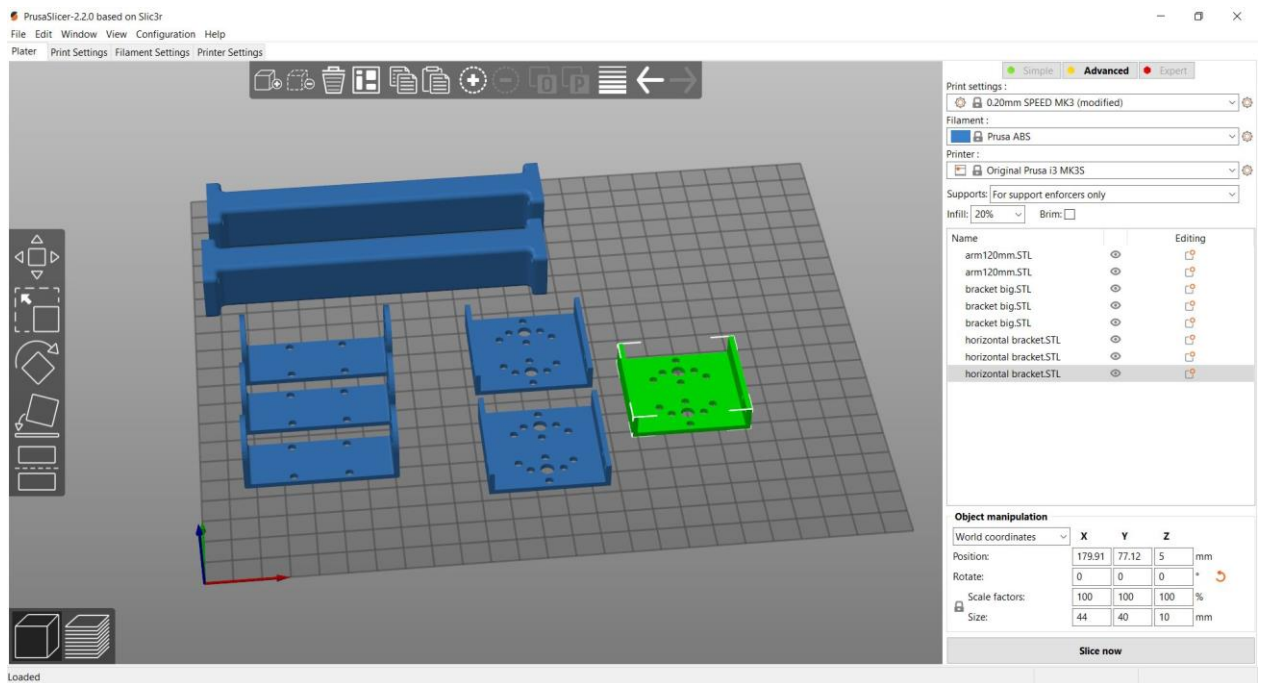 PrusaSlicer-2.2.0 based on Slic3r
File Edit Window View Configuration Help
Plater Print Settings Filament Settings Printer Settings
Simple Advanced Expert
Print settings :
0.20mm SPEED MK3 (modified)
Filament :
Prusa ABS
Printer :
Original Prusa i3 MK3S
Supports: For support enforcers only
Infill: 20% Brim:
Name Editing
arm120mm.STL
arm120mm.STL
bracket big.STL
bracket big.STL
bracket big.STL
horizontal bracket.STL
horizontal bracket.STL
horizontal bracket.STL
Object manipulation
World coordinates X Y Z
Position: 179.91 77.12 5 mm
Rotate: 0 0 0 °
Scale factors: 100 100 100 %
Size: 44 40 10 mm
Slice now
Loaded